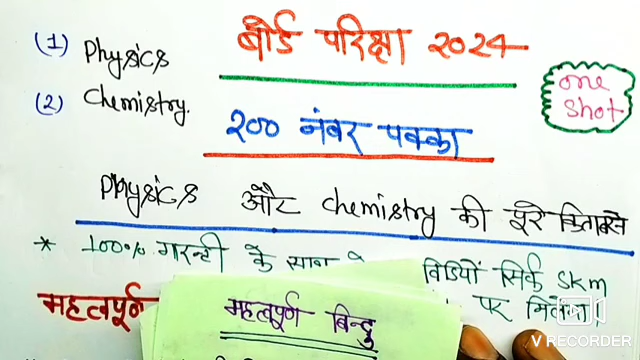 (1) Physics
बोर्ड परिक्षा 2024
(2) Chemistry.
one
shot
200 नंबर पक्का
Physics और Chemistry की पूरे किताब से
* 100% गारन्टी के साथ विडियों सिर्फ SKM
महत्वपूर्ण पर मिलेगा।
महत्वपूर्ण बिन्दु
V RECORDER